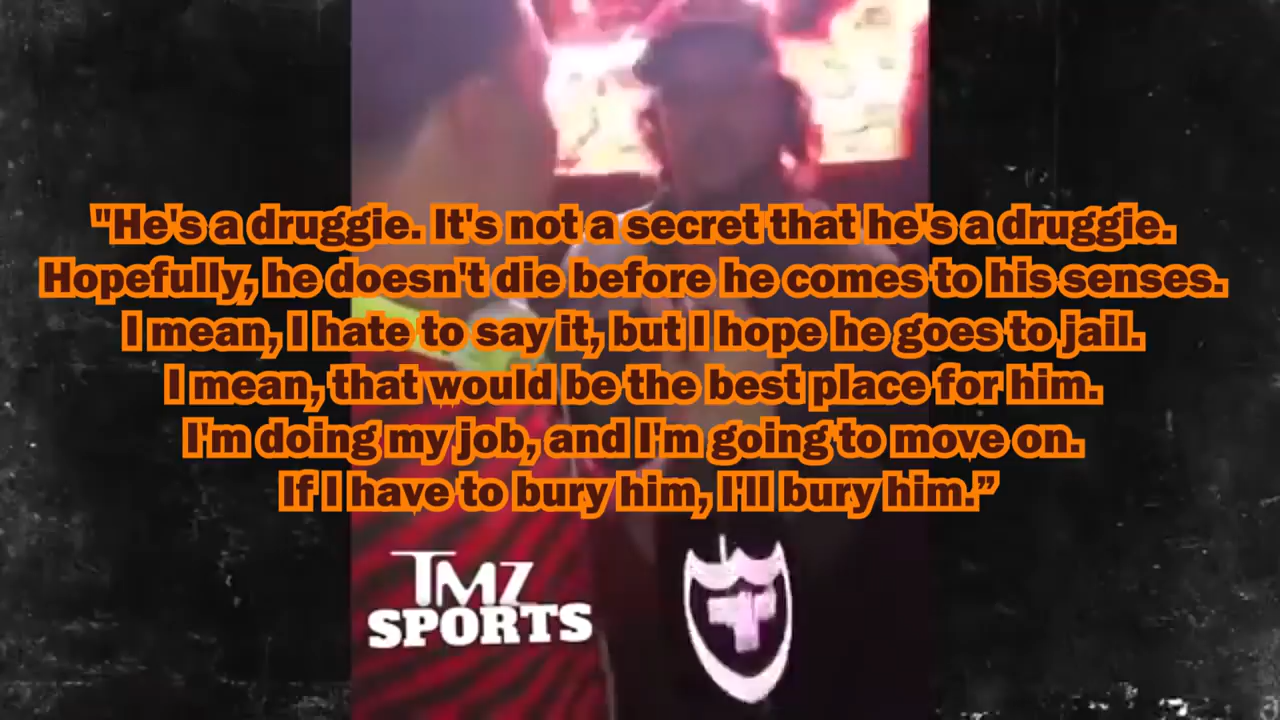 "He's a druggie. It's not a secret that he's a druggie.
Hopefully, he doesn't die before he comes to his senses.
I mean, I hate to say it, but I hope he goes to jail.
I mean, that would be the best place for him.
I'm doing my job, and I'm going to move on.
If I have to bury him, I'll bury him.”
TMZ
SPORTS